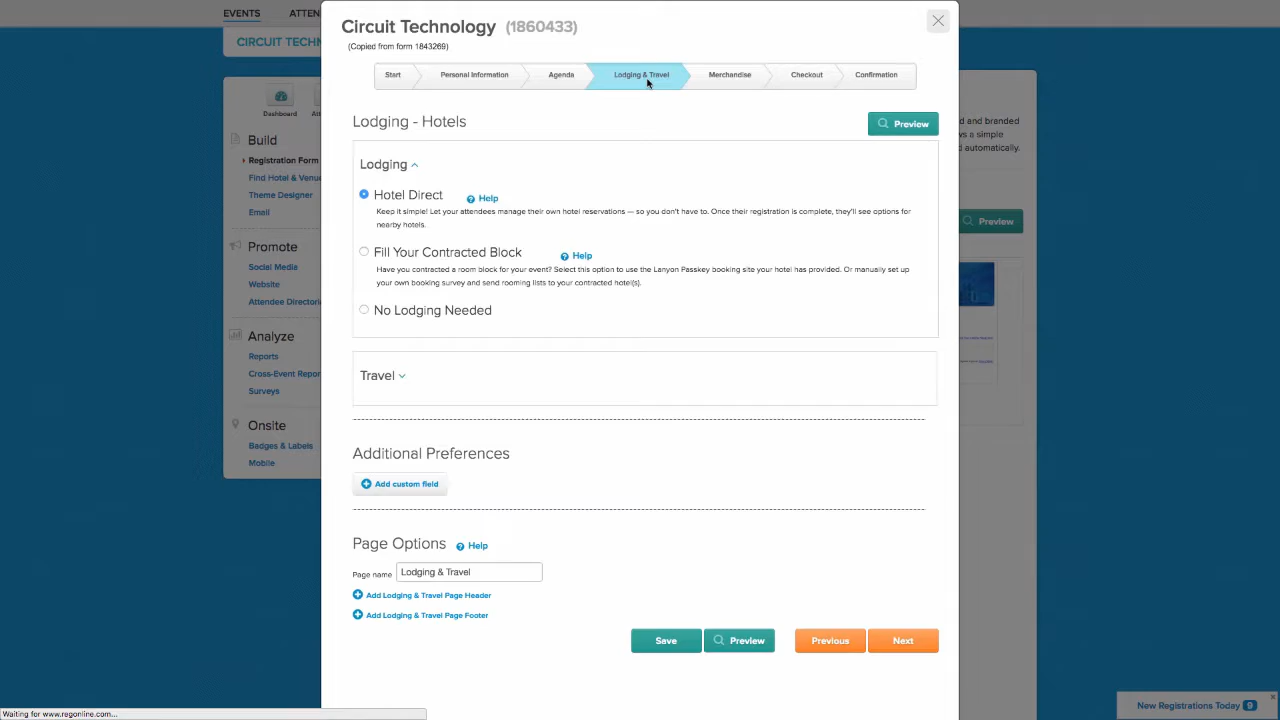 EVENTS ATTEN
Circuit Technology (1860433)
(Copied from form 1843269)
CIRCUIT TECHN
Start Personal Information Agenda Lodging & Travel Merchandise Checkout Confirmation
Dashboard
Lodging - Hotels
Preview
d and branded
ws a simple
d automatically.
Build
Registration Form
Find Hotel & Venue
Theme Designer
Email
Lodging
Hotel Direct Help
Keep it simple! Let your attendees manage their own hotel reservations — so you don't have to. Once their registration is complete, they'll see options for
nearby hotels.
Preview
Fill Your Contracted Block Help
Have you contracted a room block for your event? Select this option to use the Lanyon Passkey booking site your hotel has provided. Or manually set up
your own booking survey and send rooming lists to your contracted hotel(s).
No Lodging Needed
Promote
Social Media
Website
Attendee Directori
Analyze
Reports
Cross-Event Repor
Surveys
Travel
Onsite
Badges & Labels
Mobile
Additional Preferences
Add custom field
Page Options Help
Page name Lodging & Travel
Add Lodging & Travel Page Header
Add Lodging & Travel Page Footer
Save Preview Previous Next
New Registrations Today 9
Waiting for www.regonline.com...